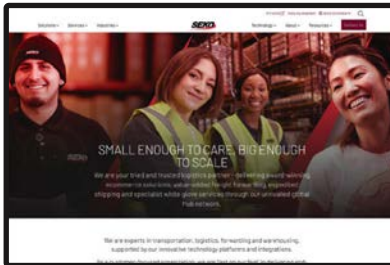 Solutions Services Industries SEKO Technology About Resources Contact Us
SMALL ENOUGH TO CARE, BIG ENOUGH
TO SCALE
We are your tried and trusted logistics partner – delivering award-winning
ecommerce solutions, value-added freight forwarding, expedited
shipping and specialist white glove services through our unrivalled global
hub network.
We are experts in transportation, logistics, forwarding and warehousing,
supported by our innovative technology platforms and integrations.